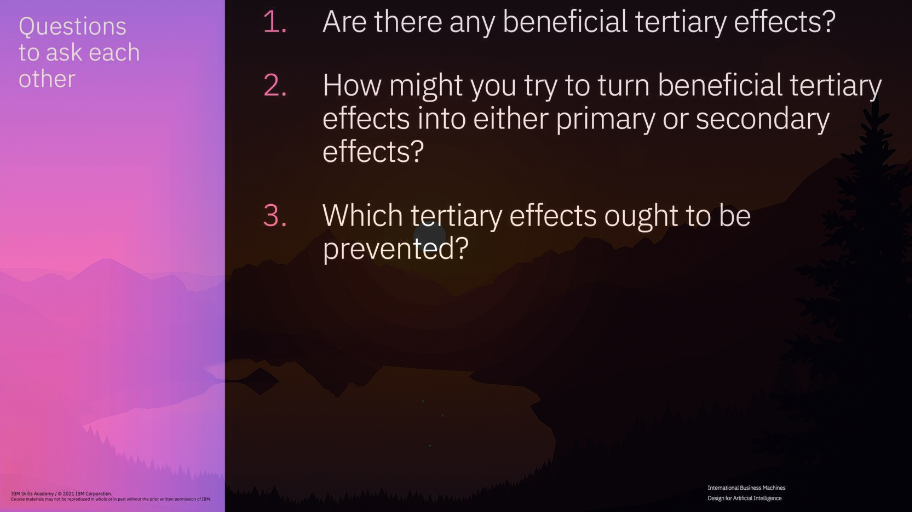 Questions
to ask each
other
1. Are there any beneficial tertiary effects?
2. How might you try to turn beneficial tertiary
effects into either primary or secondary
effects?
3. Which tertiary effects ought to be
prevented?
IBM Skills Academy / © 2021 IBM Corporation.
Course materials may not be reproduced in whole or in part without the prior written permission of IBM.
International Business Machines
Design for Artificial Intelligence